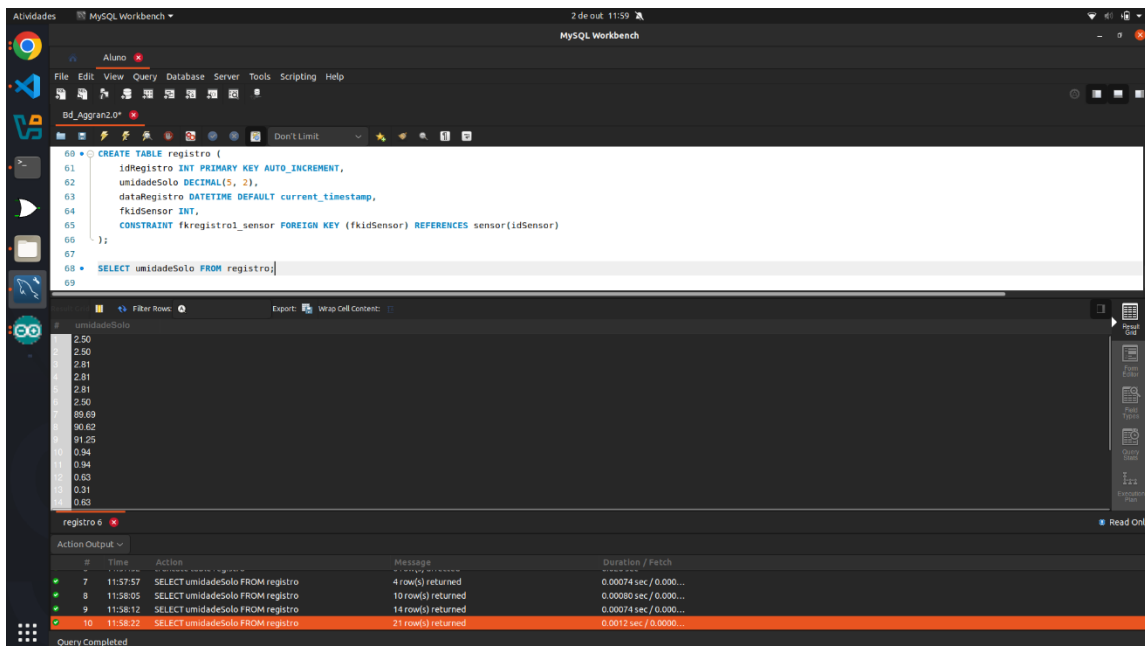 Atividades MySQL Workbench 2 de out 11:59
MySQL Workbench
Aluno
File Edit View Query Database Server Tools Scripting Help
Bd_Aggran2.0*
Don't Limit
60 CREATE TABLE registro (
61 idRegistro INT PRIMARY KEY AUTO_INCREMENT,
62 umidadeSolo DECIMAL(5, 2),
63 dataRegistro DATETIME DEFAULT current_timestamp,
64 fkidSensor INT,
65 CONSTRAINT fkregistro1_sensor FOREIGN KEY (fkidSensor) REFERENCES sensor(idSensor)
66 );
67
68 SELECT umidadeSolo FROM registro;
69
Filter Rows: Export: Wrap Cell Content:
# umidadeSolo
1 2.50
2 2.50
3 2.81
4 2.81
5 2.81
6 2.50
7 89.69
8 90.62
9 91.25
10 0.94
11 0.94
12 0.63
13 0.31
14 0.63
Result
Grid
Form
Editor
Field
Types
Query
Stats
Execution
Plan
registro 6 Read Onl
Action Output
# Time Action Message Duration / Fetch
7 11:57:57 SELECT umidadeSolo FROM registro 4 row(s) returned 0.00074 sec / 0.000...
8 11:58:05 SELECT umidadeSolo FROM registro 10 row(s) returned 0.00080 sec / 0.000...
9 11:58:12 SELECT umidadeSolo FROM registro 14 row(s) returned 0.00074 sec / 0.000...
10 11:58:22 SELECT umidadeSolo FROM registro 21 row(s) returned 0.0012 sec / 0.0000...
Query Completed